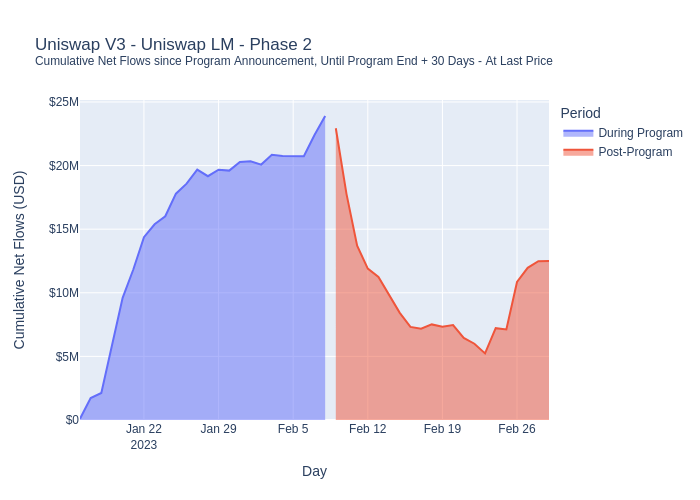 Uniswap V3 - Uniswap LM - Phase 2
Cumulative Net Flows since Program Announcement, Until Program End + 30 Days - At Last Price
Cumulative Net Flows (USD)
$25M
$20M
$15M
$10M
$5M
$0
Jan 22
2023
Jan 29
Feb 5
Feb 12
Feb 19
Feb 26
Day
Period
During Program
Post-Program